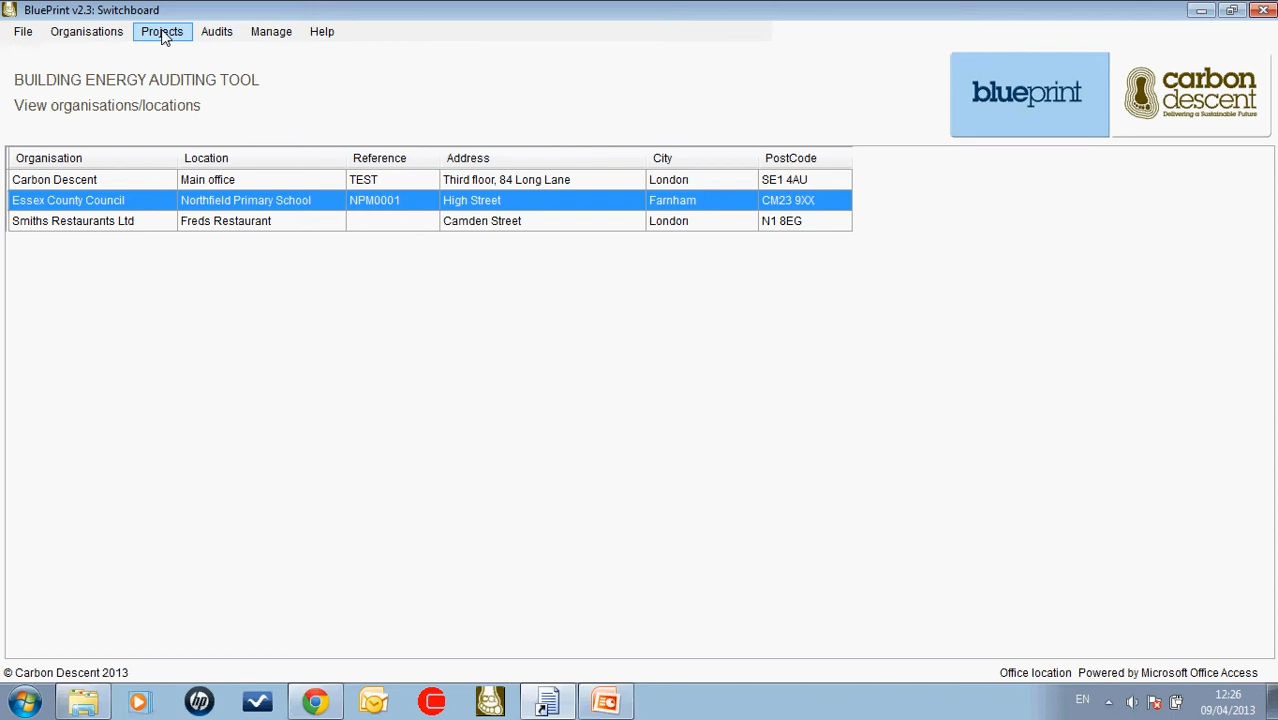 BluePrint v2.3: Switchboard
File Organisations Projects Audits Manage Help
BUILDING ENERGY AUDITING TOOL
View organisations/locations
blueprint
carbon
descent
Delivering a Sustainable Future
Organisation Location Reference Address City PostCode
Carbon Descent Main office TEST Third floor, 84 Long Lane London SE1 4AU
Essex County Council Northfield Primary School NPM0001 High Street Farnham CM23 9XX
Smiths Restaurants Ltd Freds Restaurant Camden Street London N1 8EG
© Carbon Descent 2013
Office location Powered by Microsoft Office Access
hp
EN
12:26
09/04/2013